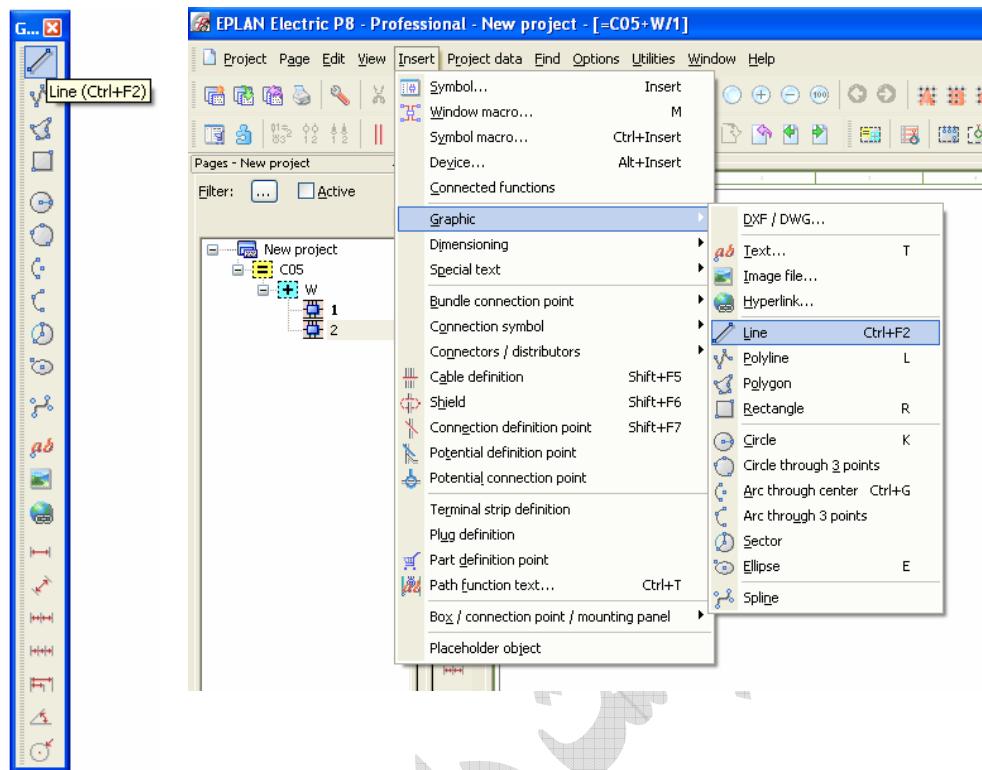 G...
Line (Ctrl+F2)
EPLAN Electric P8 - Professional - New project - [=C05+W/1]
Project Page Edit View Insert Project data Find Options Utilities Window Help
Pages - New project
Filter: ... Active
New project
C05
W
1
2
Symbol... Insert
Window macro... M
Symbol macro... Ctrl+Insert
Device... Alt+Insert
Connected functions
Graphic
Dimensioning
Special text
Bundle connection point
Connection symbol
Connectors / distributors
Cable definition Shift+F5
Shield Shift+F6
Connection definition point Shift+F7
Potential definition point
Potential connection point
Terminal strip definition
Plug definition
Part definition point
Path function text... Ctrl+T
Box / connection point / mounting panel
Placeholder object
DXF / DWG...
Text... T
Image file...
Hyperlink...
Line Ctrl+F2
Polyline L
Polygon
Rectangle R
Circle K
Circle through 3 points
Arc through center Ctrl+G
Arc through 3 points
Sector
Ellipse E
Spline